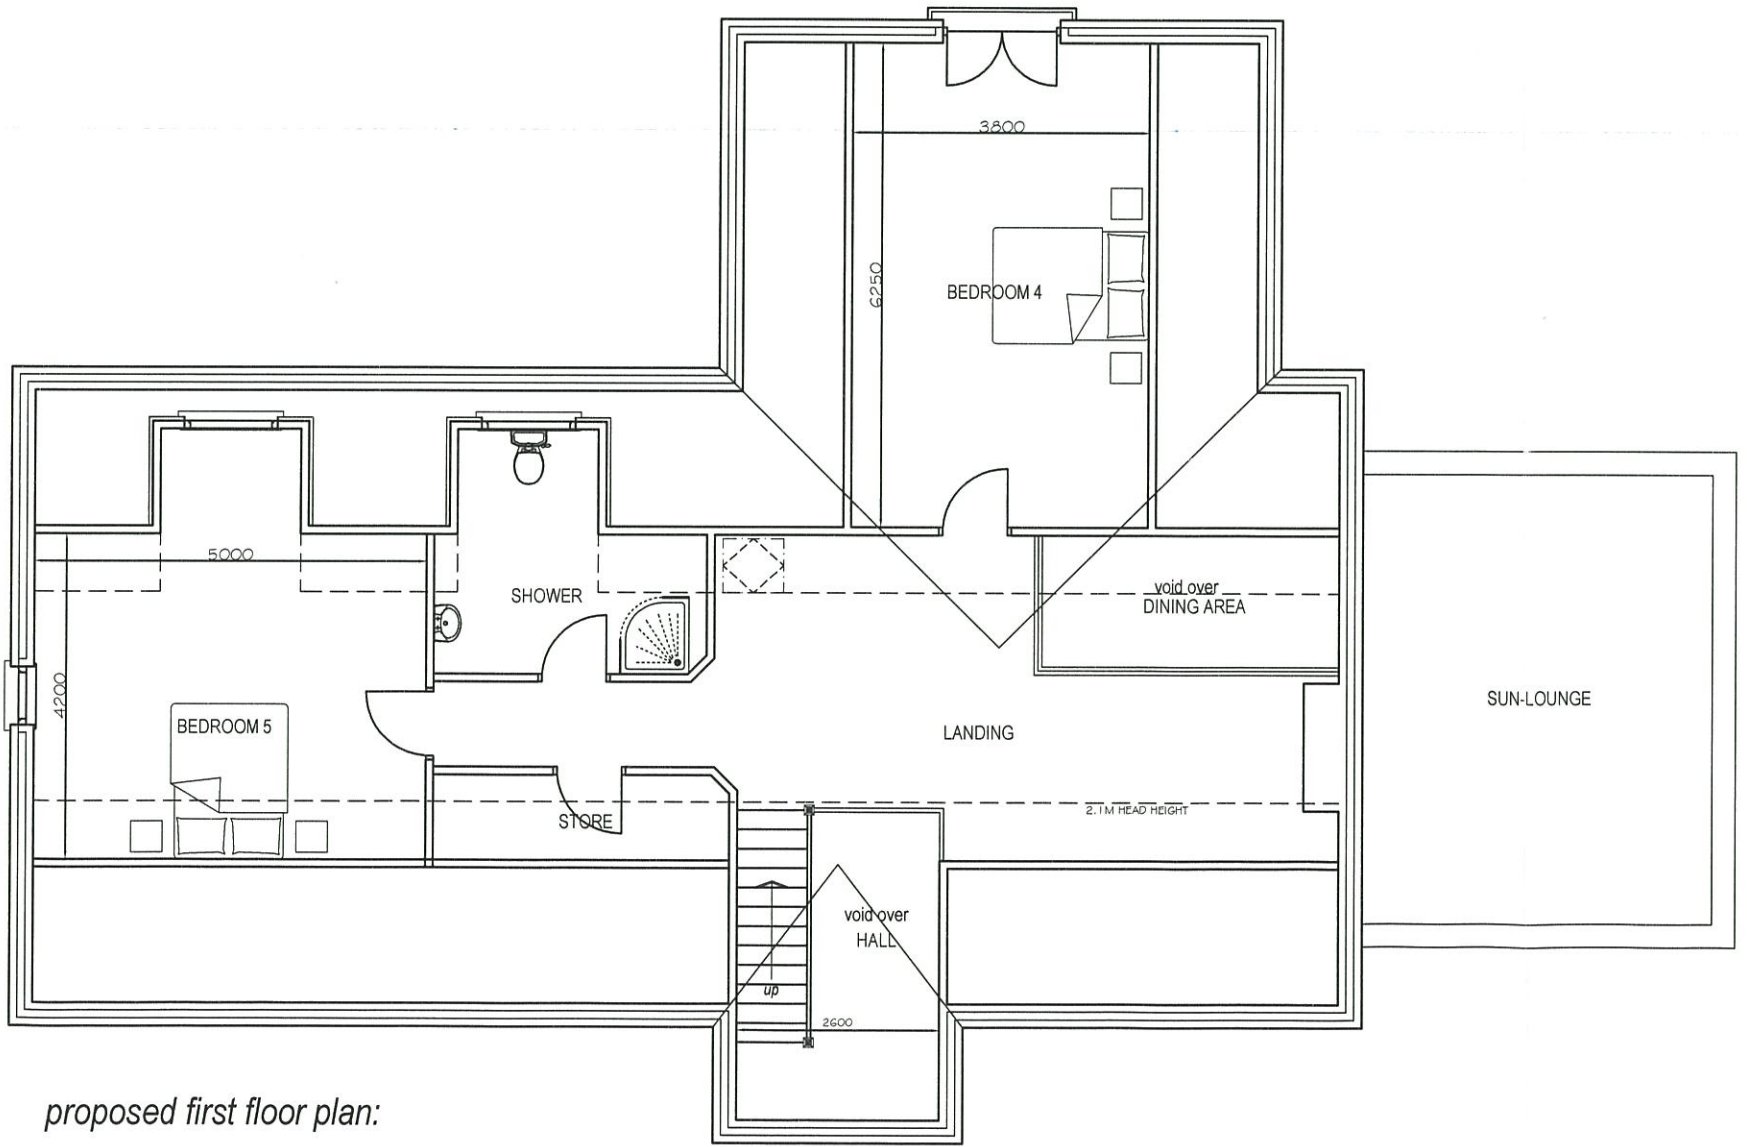 3800
6250
BEDROOM 4
5000
SHOWER
void over
DINING AREA
4200
BEDROOM 5
LANDING
SUN-LOUNGE
2.1M HEAD HEIGHT
STORE
void over
HALL
up
2600
proposed first floor plan: